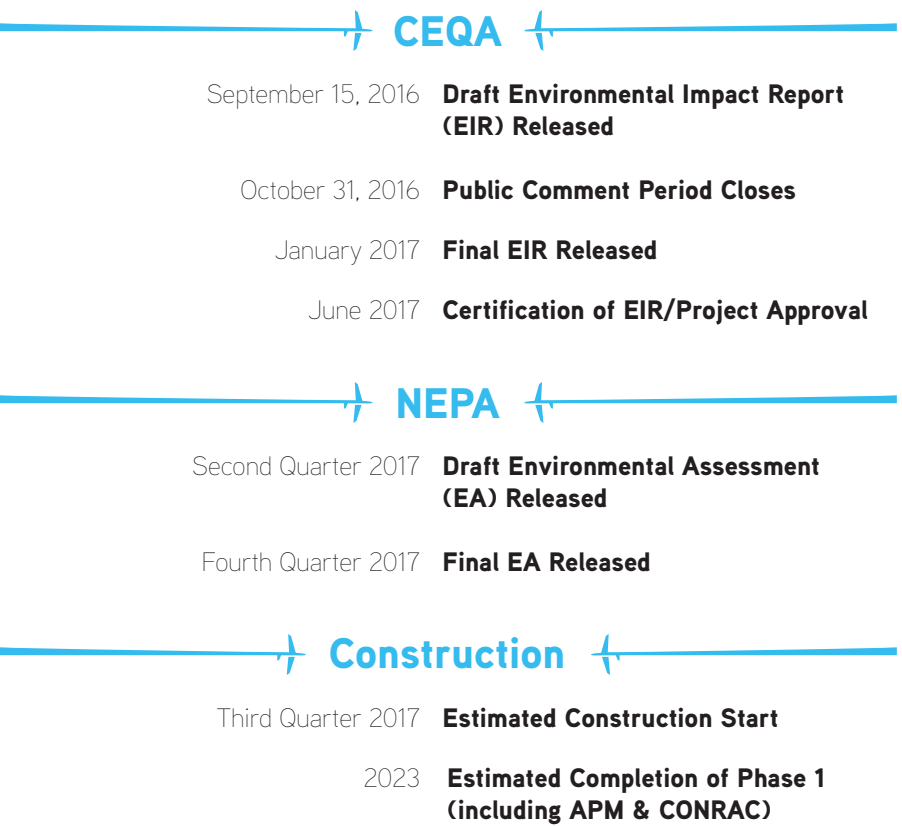 CEQA
September 15, 2016 Draft Environmental Impact Report
(EIR) Released
October 31, 2016 Public Comment Period Closes
January 2017 Final EIR Released
June 2017 Certification of EIR/Project Approval
NEPA
Second Quarter 2017 Draft Environmental Assessment
(EA) Released
Fourth Quarter 2017 Final EA Released
Construction
Third Quarter 2017 Estimated Construction Start
2023 Estimated Completion of Phase 1
(including APM & CONRAC)